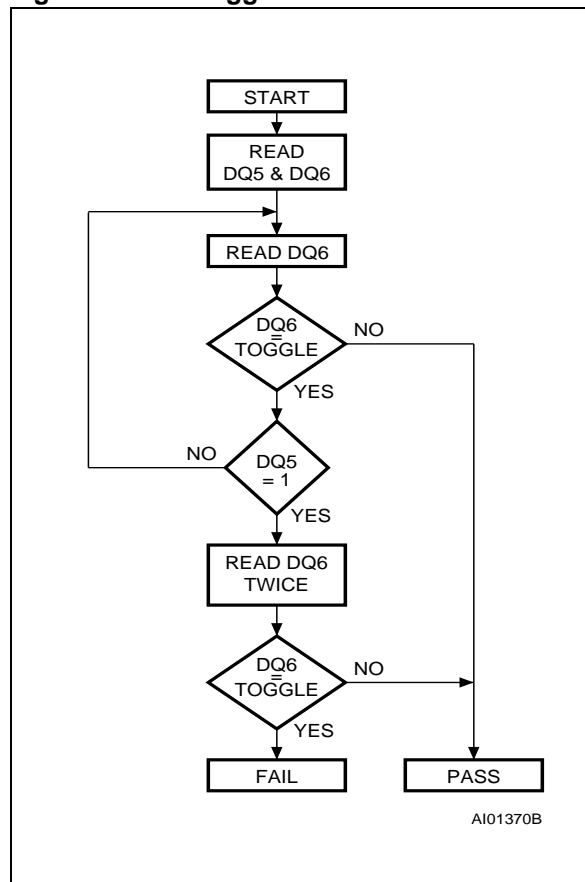 START
READ
DQ5 & DQ6
READ DQ6
DQ6
=
TOGGLE
NO
YES
NO
DQ5
= 1
YES
READ DQ6
TWICE
DQ6
=
TOGGLE
NO
YES
FAIL
PASS
AI01370B